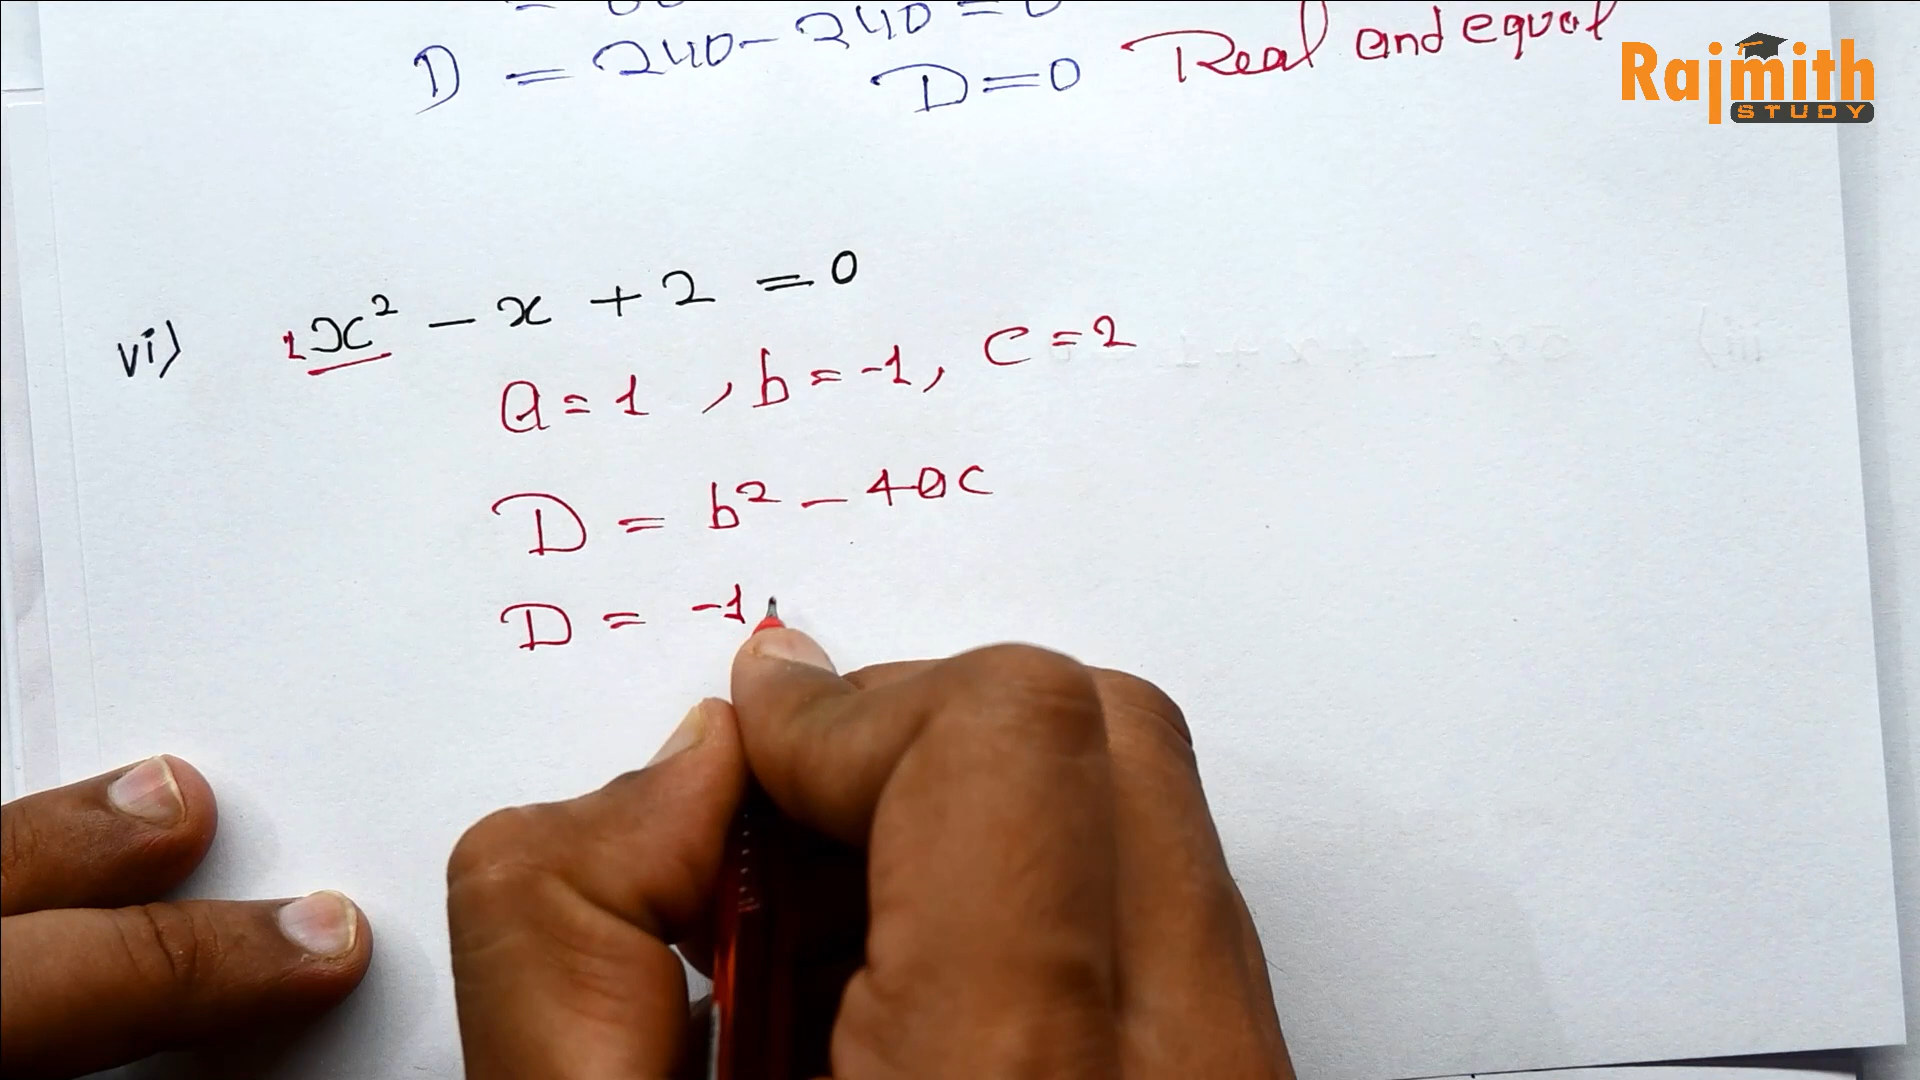 D = 240 - 240 = 0
D = 0 Real and equal
Rajmith
STUDY
vi) 1x² - x + 2 = 0
a = 1, b = -1, c = 2
D = b² - 4ac
D = -1